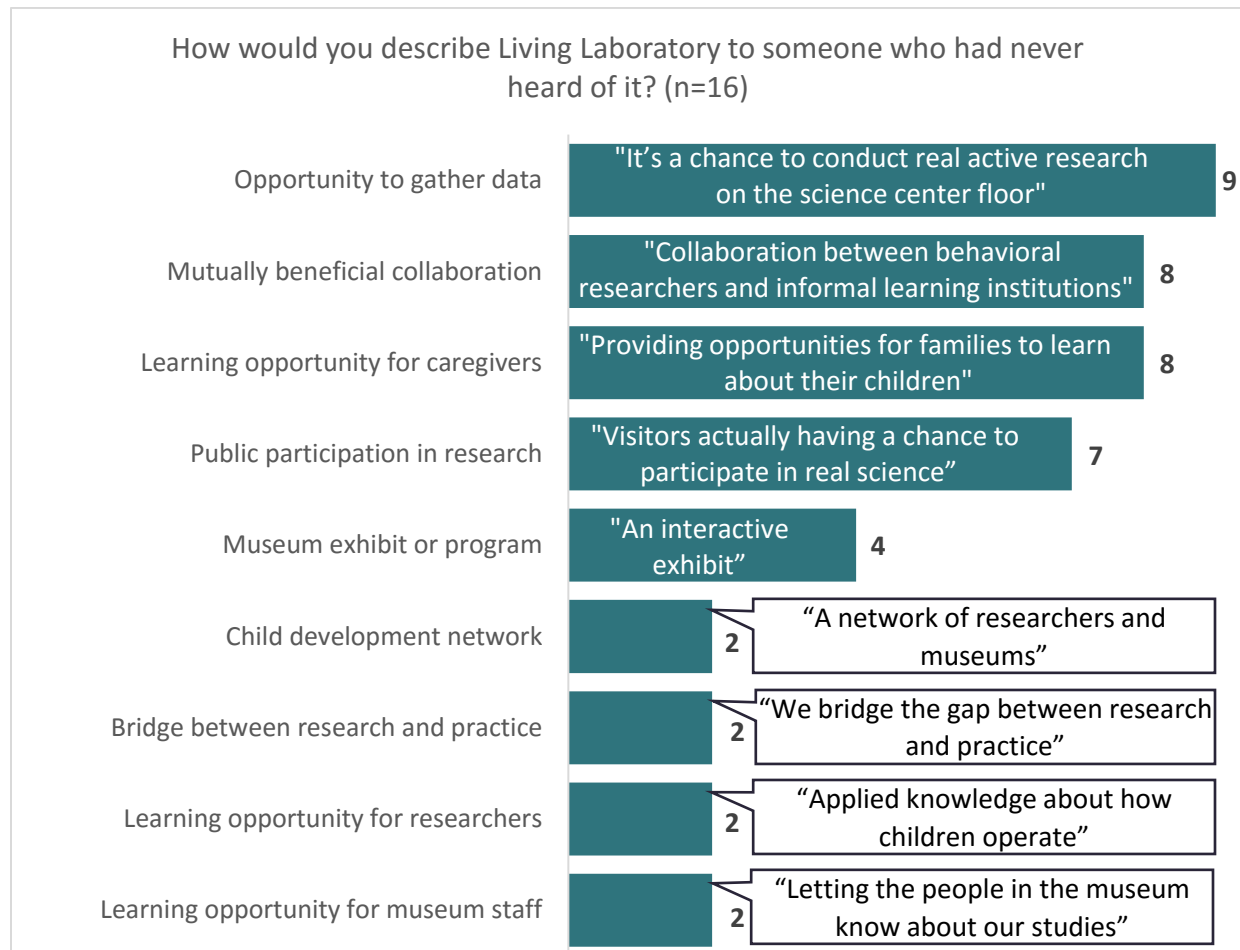 How would you describe Living Laboratory to someone who had never
heard of it? (n=16)
Opportunity to gather data
"It’s a chance to conduct real active research
on the science center floor"
9
Mutually beneficial collaboration
"Collaboration between behavioral
researchers and informal learning institutions"
8
Learning opportunity for caregivers
"Providing opportunities for families to learn
about their children"
8
Public participation in research
"Visitors actually having a chance to
participate in real science”
7
Museum exhibit or program
"An interactive
exhibit”
4
Child development network
2
“A network of researchers and
museums”
Bridge between research and practice
2
“We bridge the gap between research
and practice”
Learning opportunity for researchers
2
“Applied knowledge about how
children operate”
Learning opportunity for museum staff
2
“Letting the people in the museum
know about our studies”